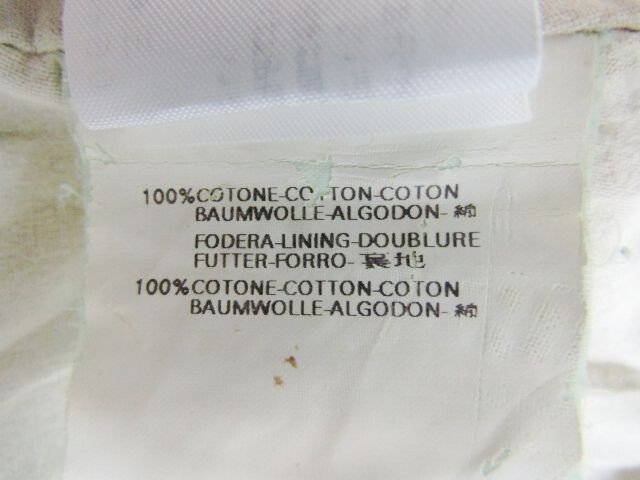 100%COTONE-COTTON-COTON
BAUMWOLLE-ALGODON-綿
FODERA-LINING-DOUBLURE
FUTTER-FORRO-裏地
100%COTONE-COTTON-COTON
BAUMWOLLE-ALGODON-綿